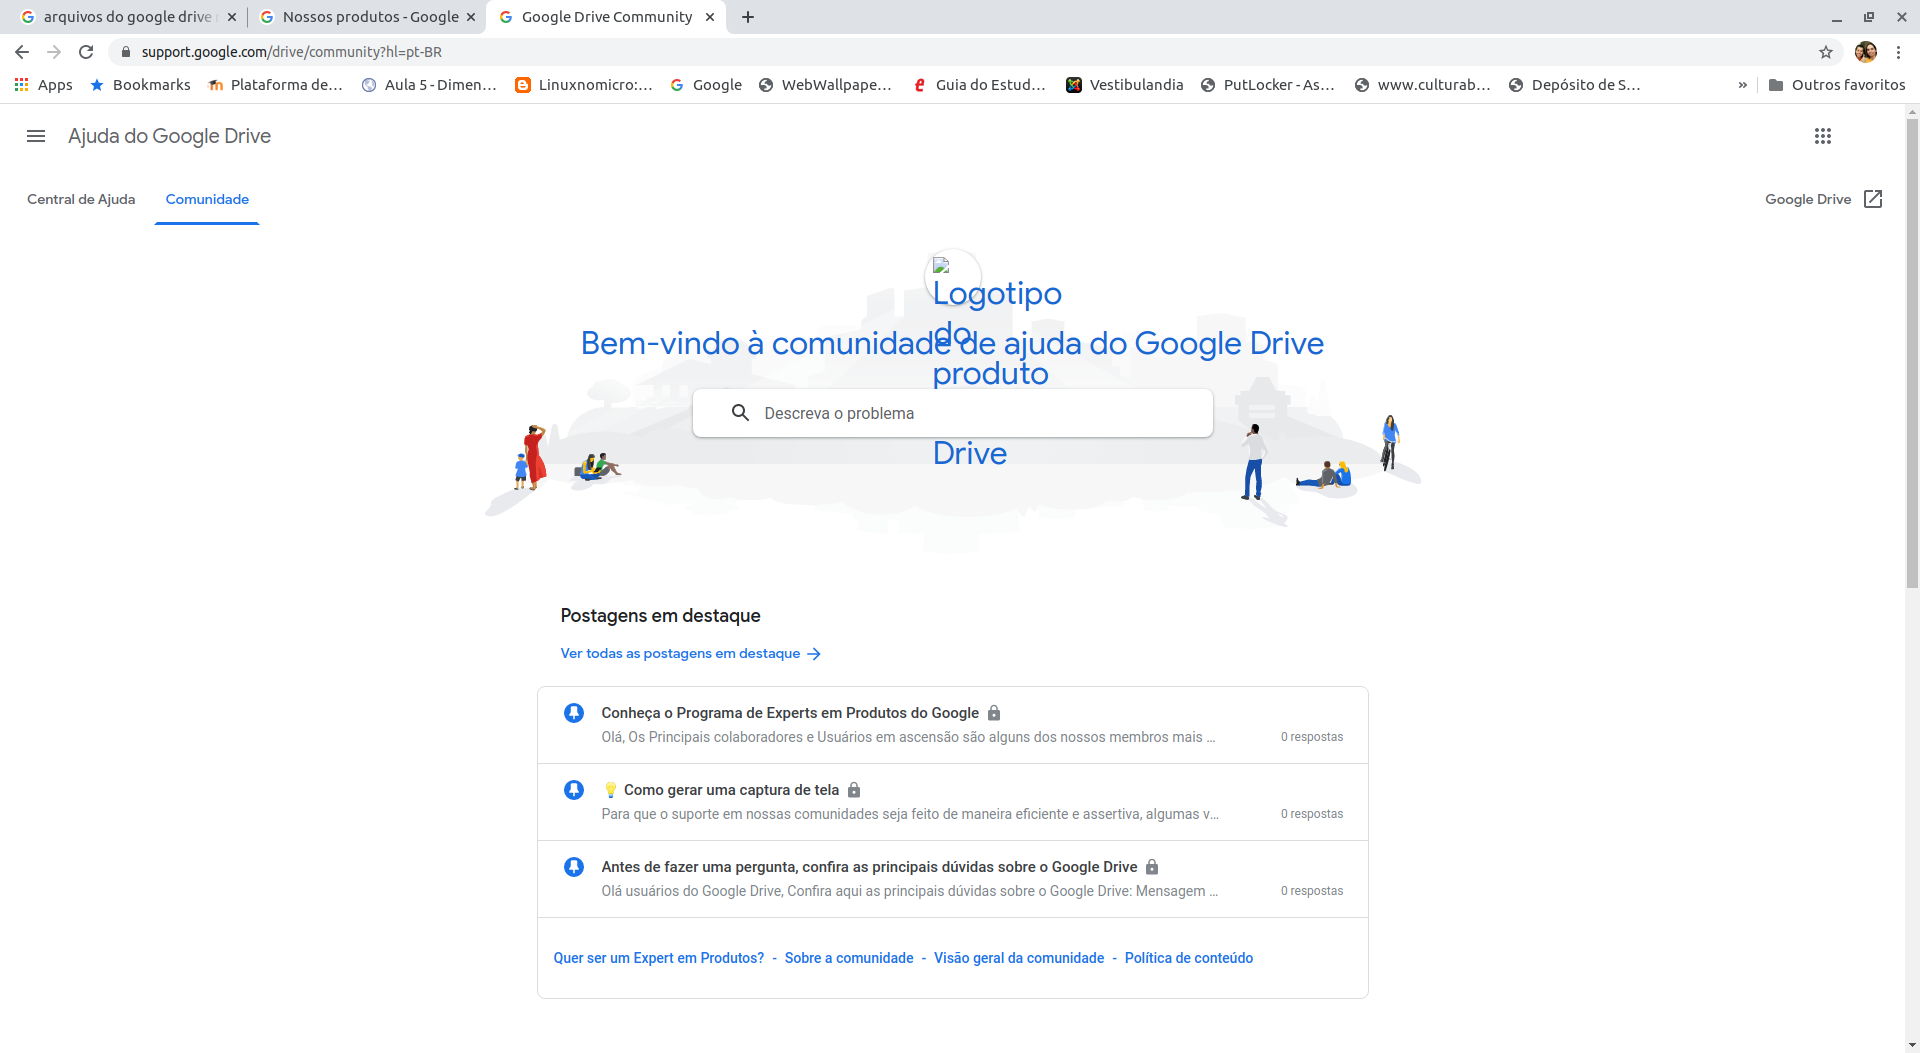 arquivos do google drive
Nossos produtos - Google
Google Drive Community
support.google.com/drive/community?hl=pt-BR
Apps
Bookmarks
Plataforma de...
Aula 5 - Dimen...
Linuxnomicro:...
Google
WebWallpape...
Guia do Estud...
Vestibulandia
PutLocker - As...
www.culturab...
Depósito de S...
»
Outros favoritos
Ajuda do Google Drive
Central de Ajuda
Comunidade
Google Drive
Logotipo
do
produto
Drive
Bem-vindo à comunidade de ajuda do Google Drive
Descreva o problema
Postagens em destaque
Ver todas as postagens em destaque
Conheça o Programa de Experts em Produtos do Google
Olá, Os Principais colaboradores e Usuários em ascensão são alguns dos nossos membros mais ...
0 respostas
💡 Como gerar uma captura de tela
Para que o suporte em nossas comunidades seja feito de maneira eficiente e assertiva, algumas v...
0 respostas
Antes de fazer uma pergunta, confira as principais dúvidas sobre o Google Drive
Olá usuários do Google Drive, Confira aqui as principais dúvidas sobre o Google Drive: Mensagem ...
0 respostas
Quer ser um Expert em Produtos? - Sobre a comunidade - Visão geral da comunidade - Política de conteúdo